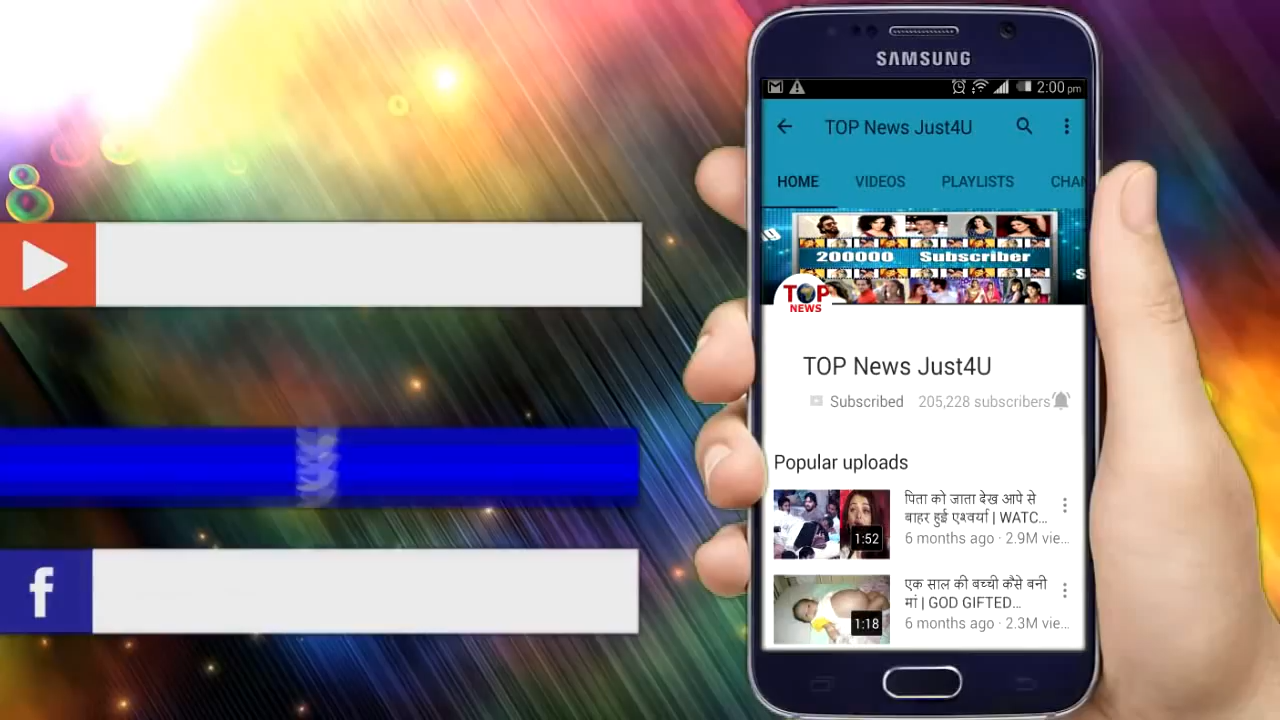 SAMSUNG
2:00 pm
TOP News Just4U
HOME VIDEOS PLAYLISTS CHAN
200000 Subscriber
TOP
NEWS
TOP News Just4U
Subscribed 205,228 subscribers
Popular uploads
पिता को जाता देख आपे से
बाहर हुई एश्वर्या | WATC...
6 months ago · 2.9M vie...
1:52
एक साल की बच्ची कैसे बनी
मां | GOD GIFTED...
6 months ago · 2.3M vie...
1:18
f